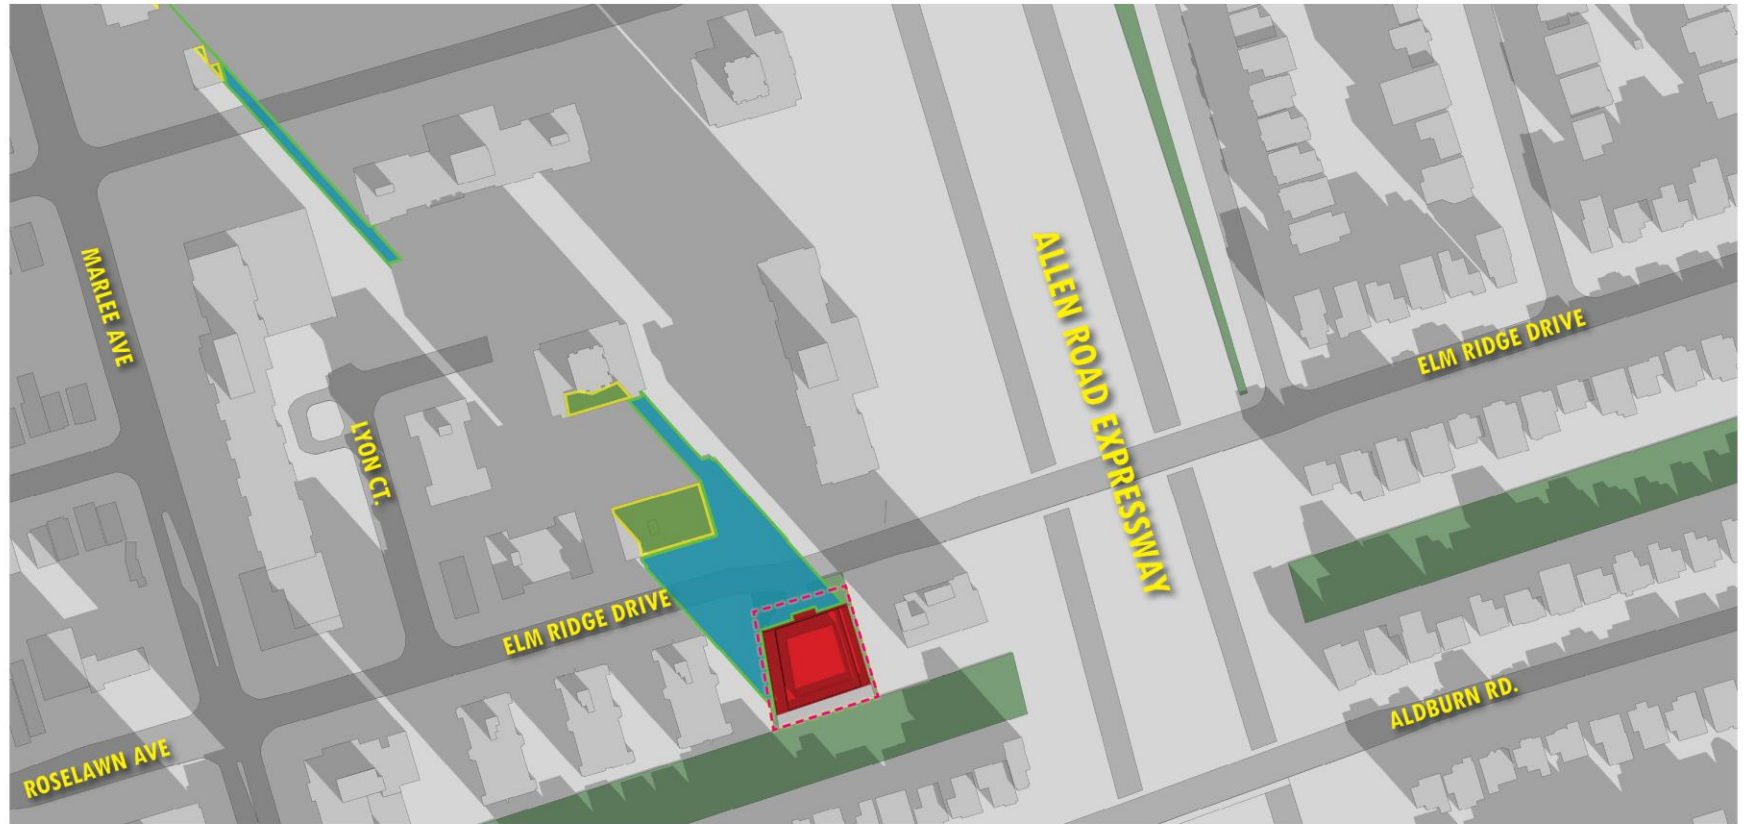 MARLEE AVE
ALLEN ROAD EXPRESSWAY
ELM RIDGE DRIVE
LYON CT.
ELM RIDGE DRIVE
ALDBURN RD.
ROSELAWN AVE